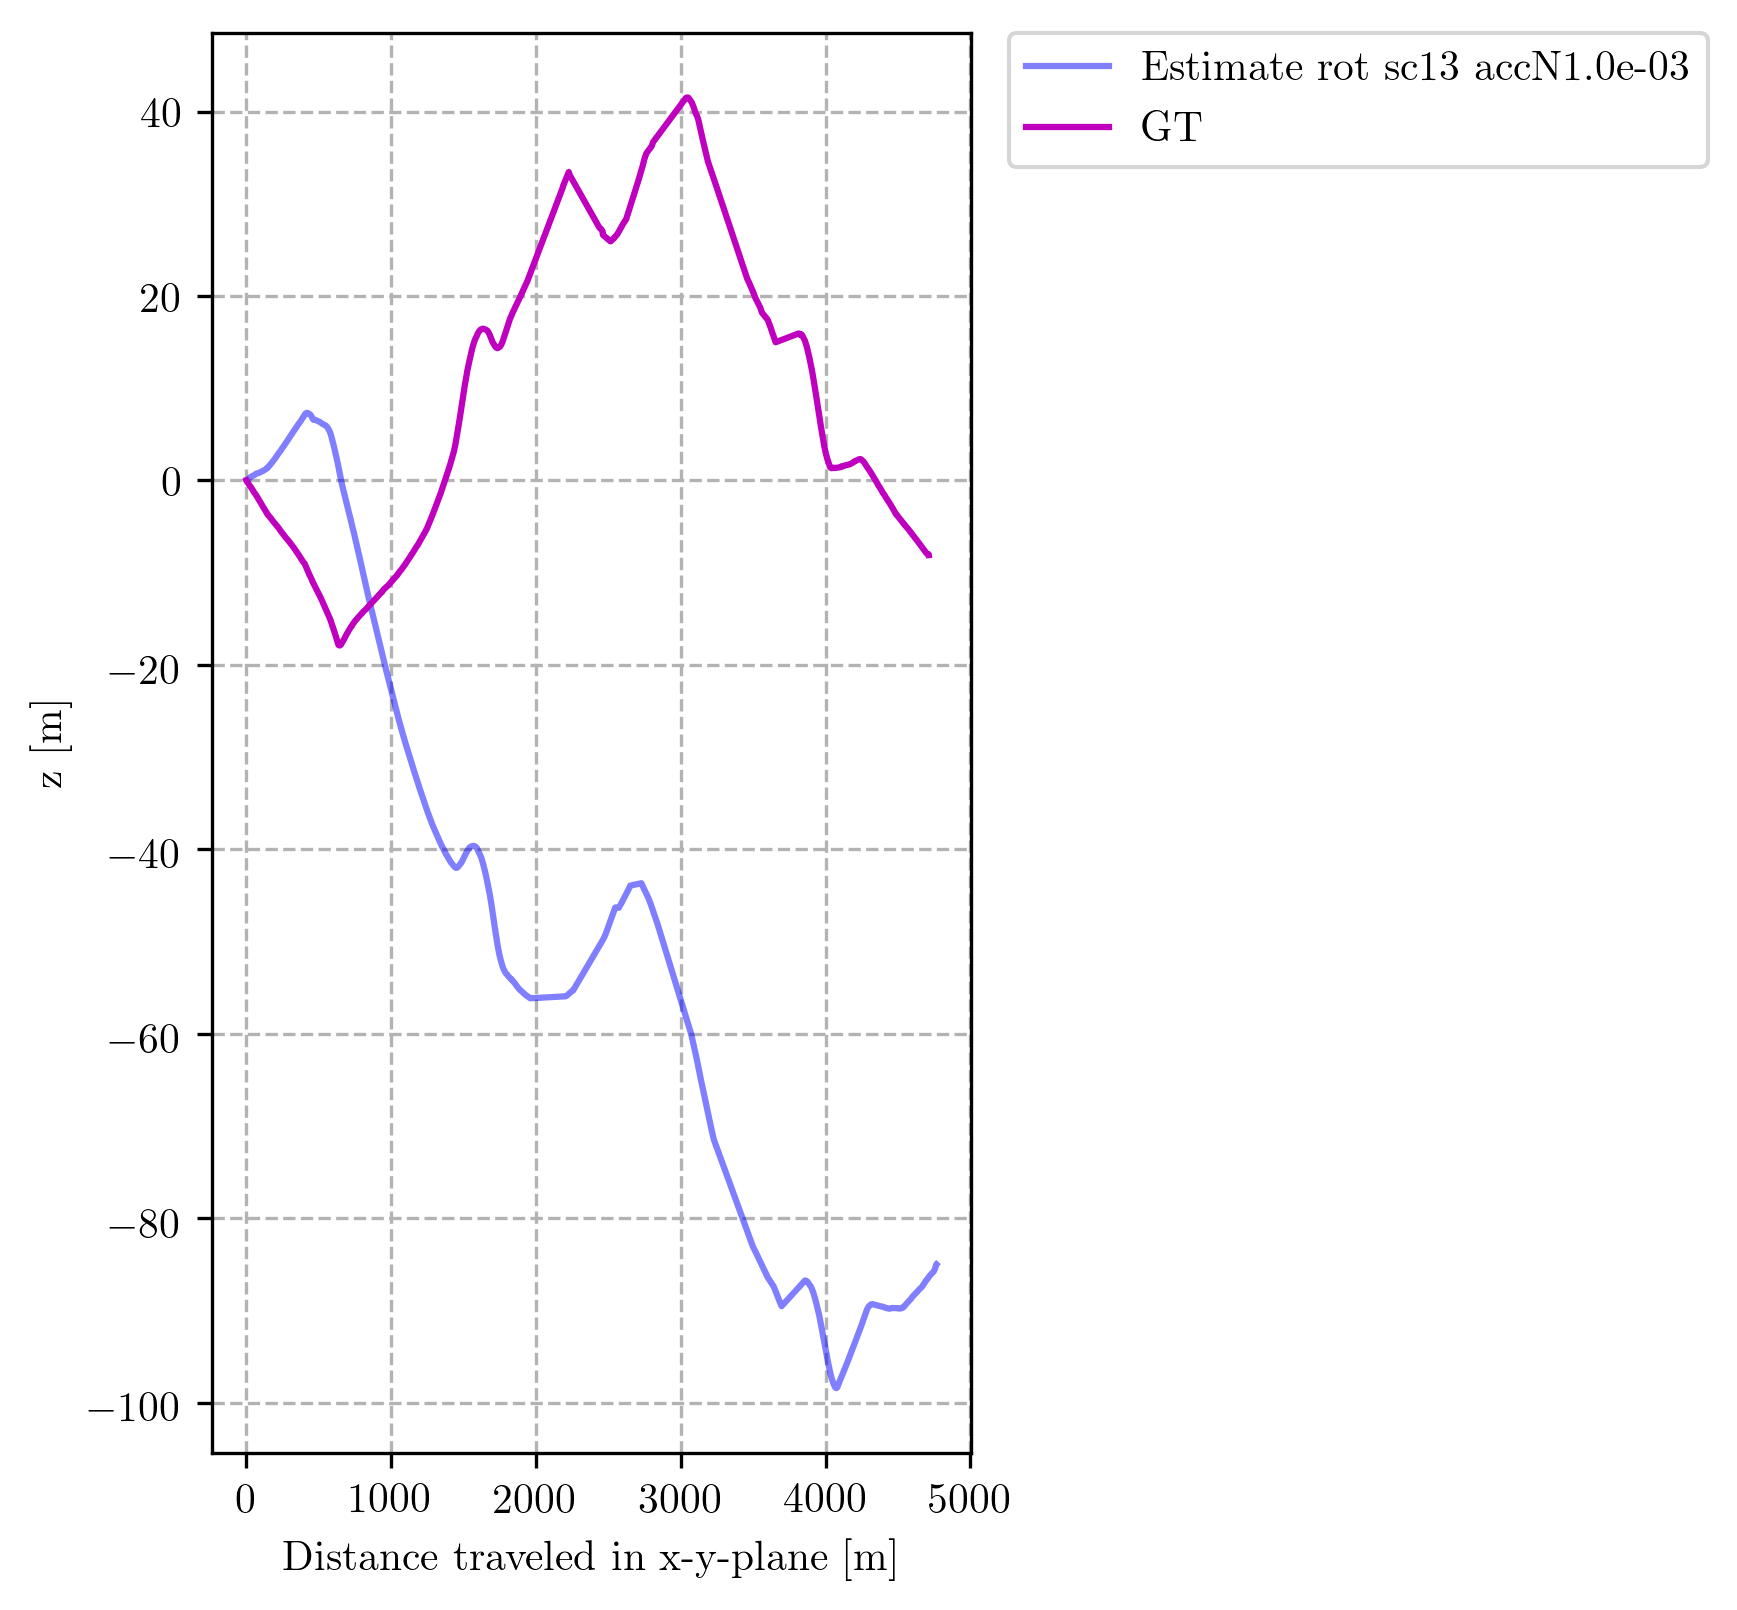 Estimate rot sc13 accN1.0e-03
GT
40
20
0
−20
−40
−60
−80
−100
z [m]
0 1000 2000 3000 4000 5000
Distance traveled in x-y-plane [m]